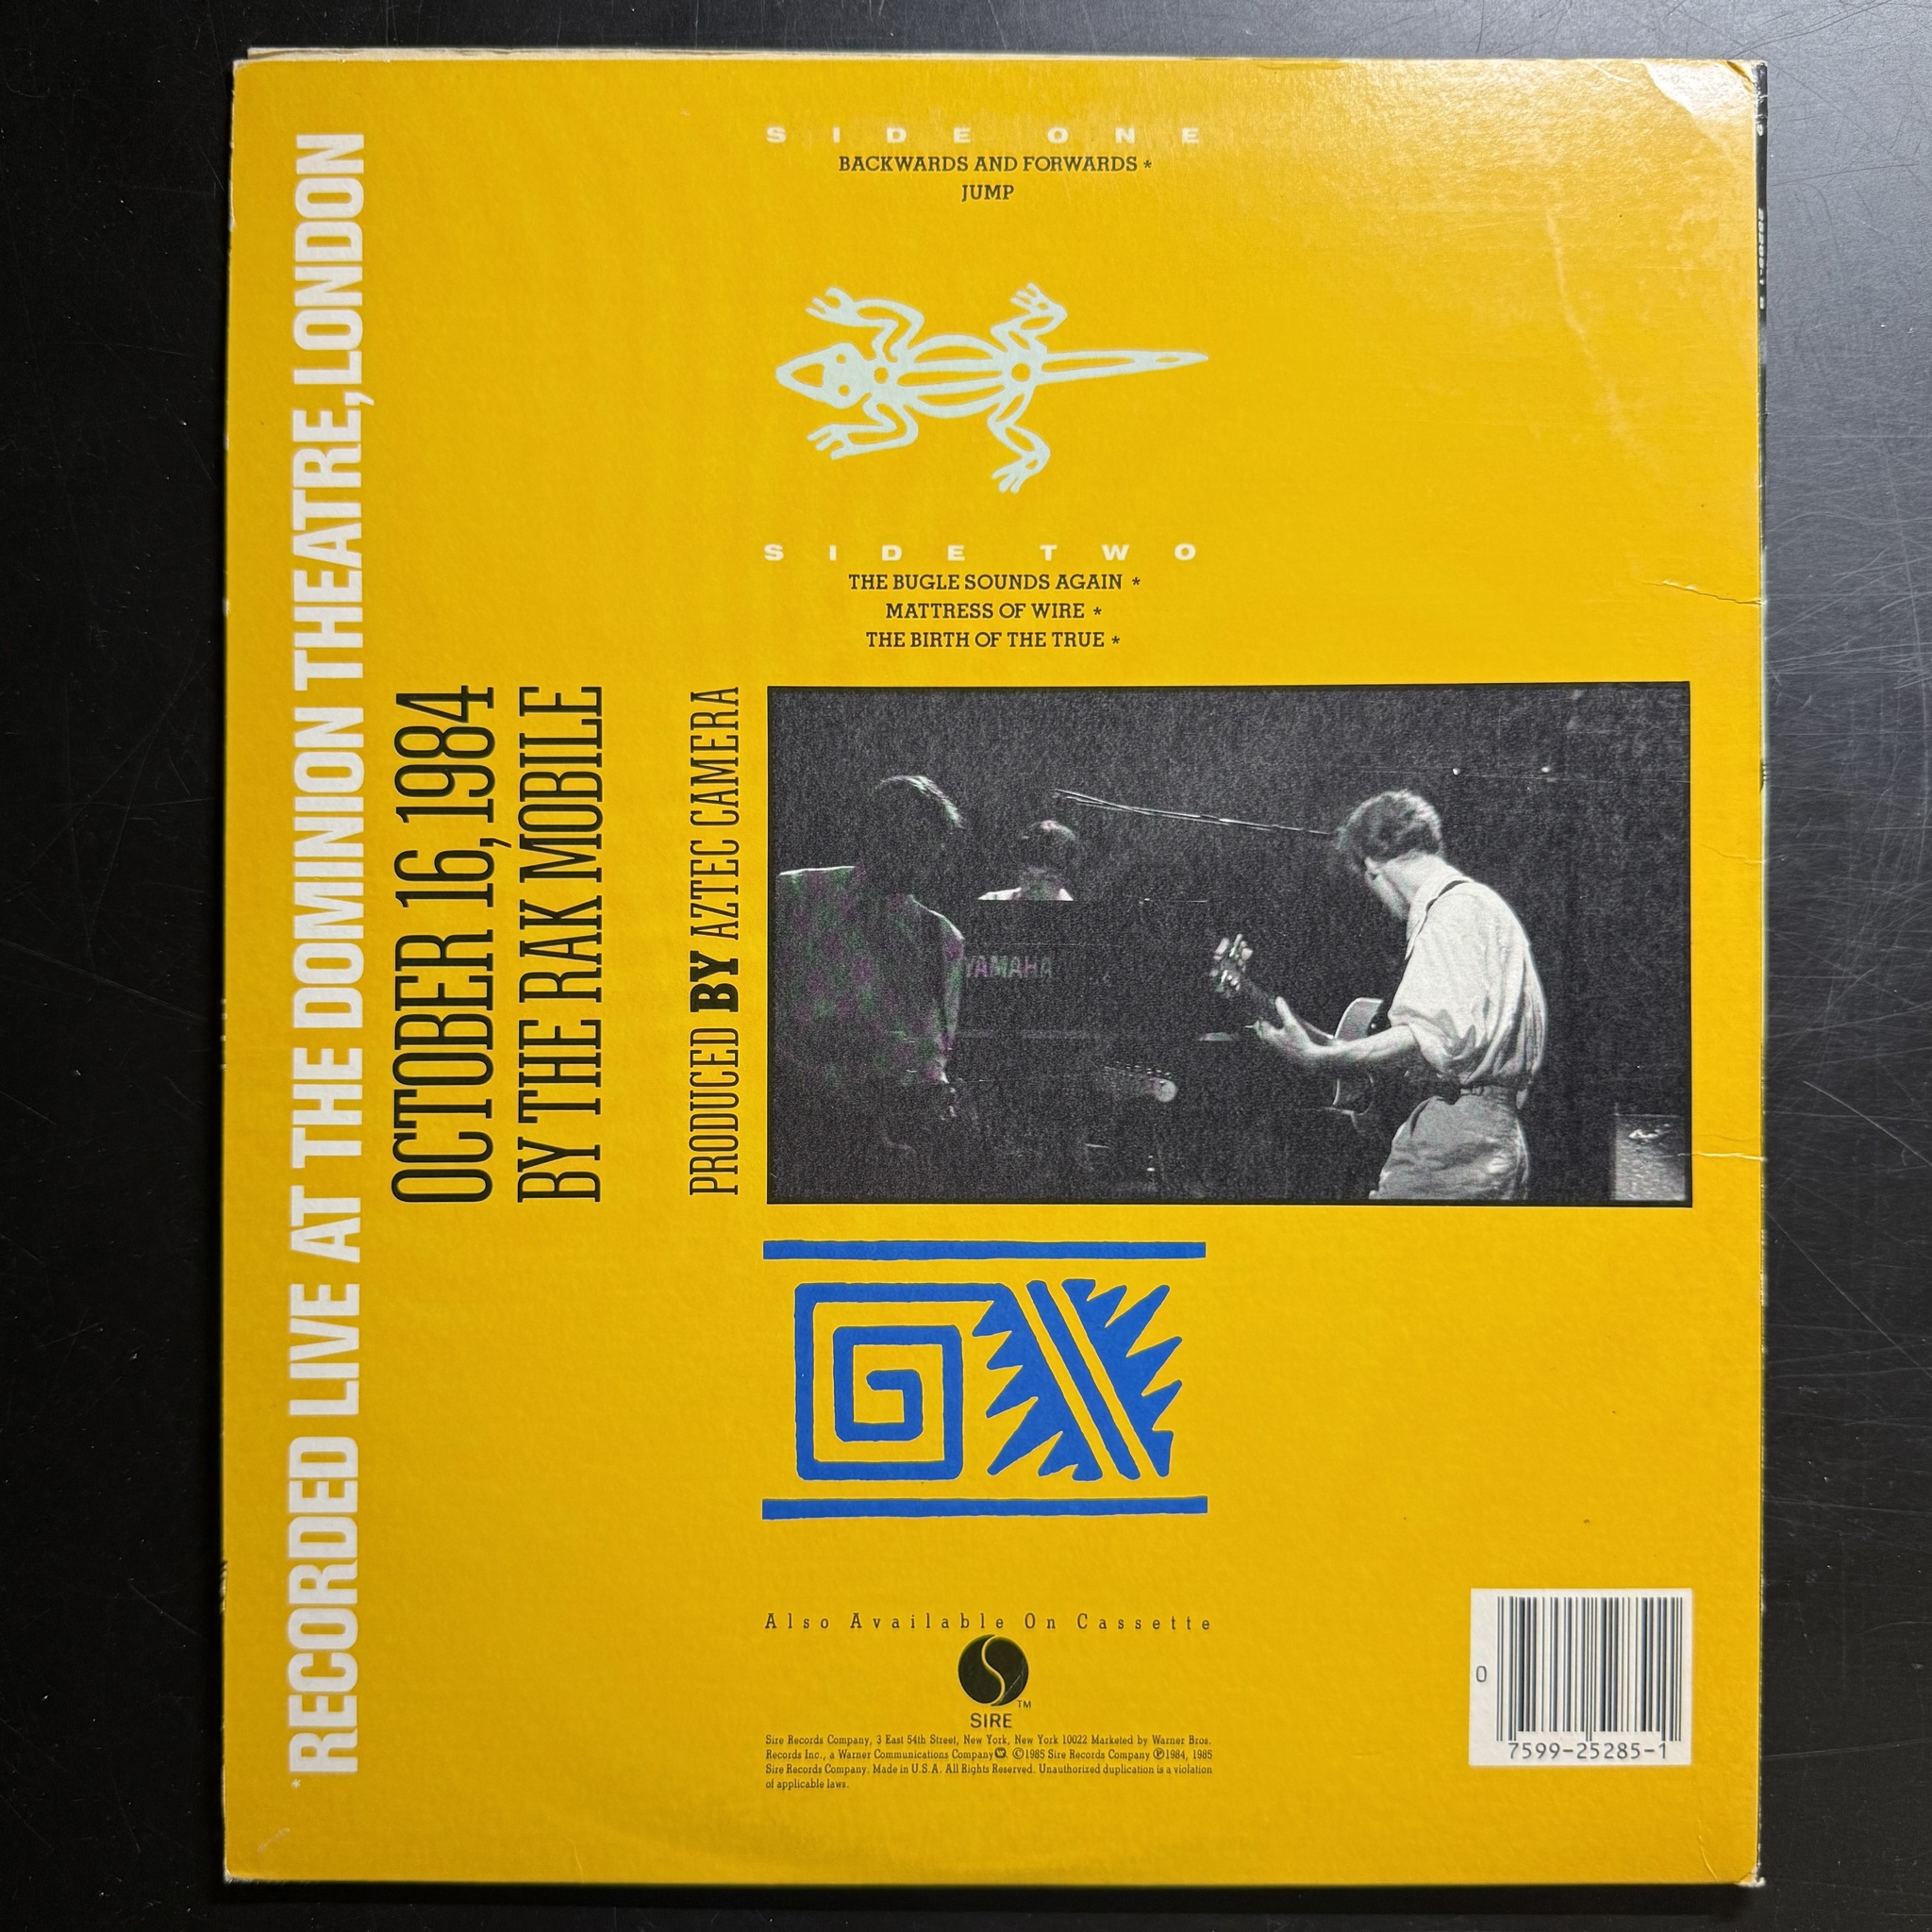 SIDE ONE
BACKWARDS AND FORWARDS *
JUMP
SIDE TWO
THE BUGLE SOUNDS AGAIN *
MATTRESS OF WIRE *
THE BIRTH OF THE TRUE *
*RECORDED LIVE AT THE DOMINION THEATRE, LONDON
OCTOBER 16, 1984
BY THE RAK MOBILE
PRODUCED BY AZTEC CAMERA
YAMAHA
Also Available On Cassette
TM
SIRE
Sire Records Company, 3 East 54th Street, New York, New York 10022 Marketed by Warner Bros.
Records Inc., a Warner Communications Company ©1985 Sire Records Company ℗1984, 1985
Sire Records Company. Made in U.S.A. All Rights Reserved. Unauthorized duplication is a violation
of applicable laws.
0
7599-25285-1